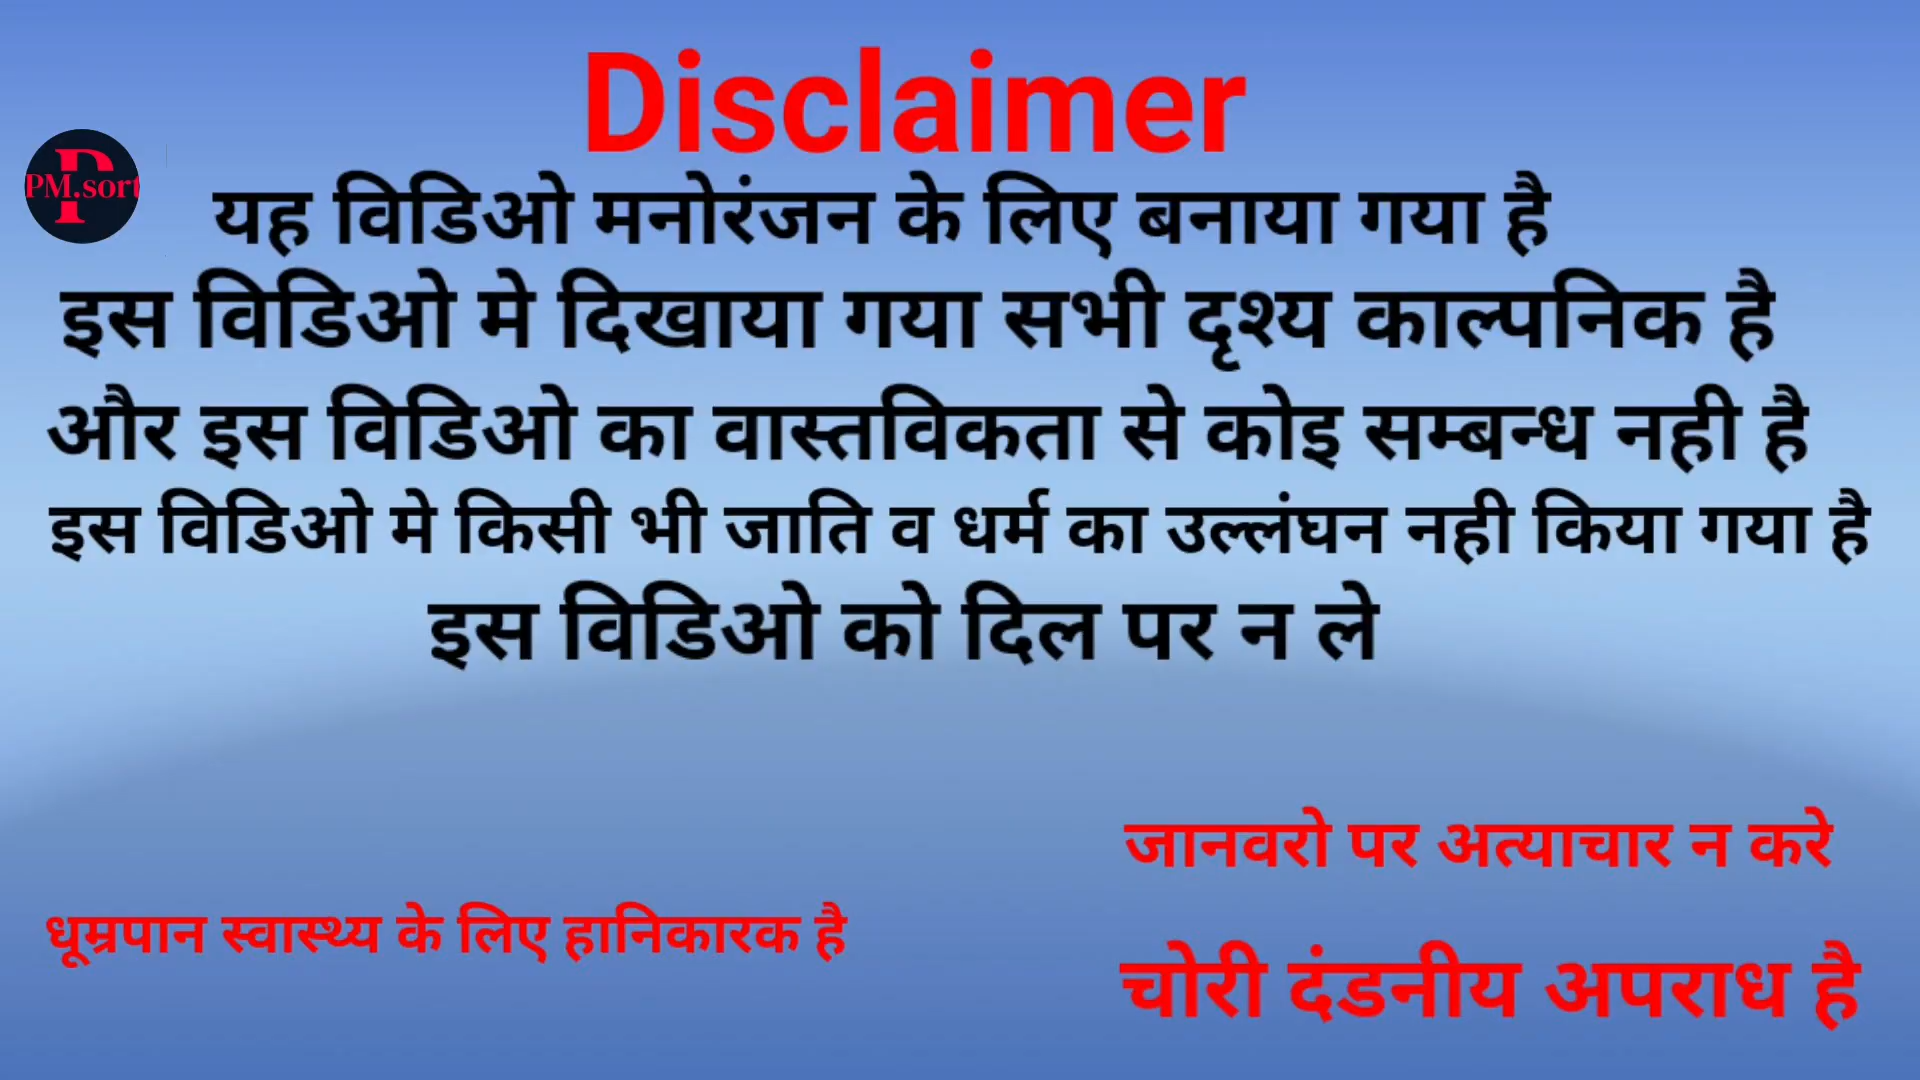 Disclaimer
PM.sort
यह विडिओ मनोरंजन के लिए बनाया गया है
इस विडिओ मे दिखाया गया सभी दृश्य काल्पनिक है
और इस विडिओ का वास्तविकता से कोइ सम्बन्ध नही है
इस विडिओ मे किसी भी जाति व धर्म का उल्लंघन नही किया गया है
इस विडिओ को दिल पर न ले
जानवरो पर अत्याचार न करे
धूम्रपान स्वास्थ्य के लिए हानिकारक है
चोरी दंडनीय अपराध है